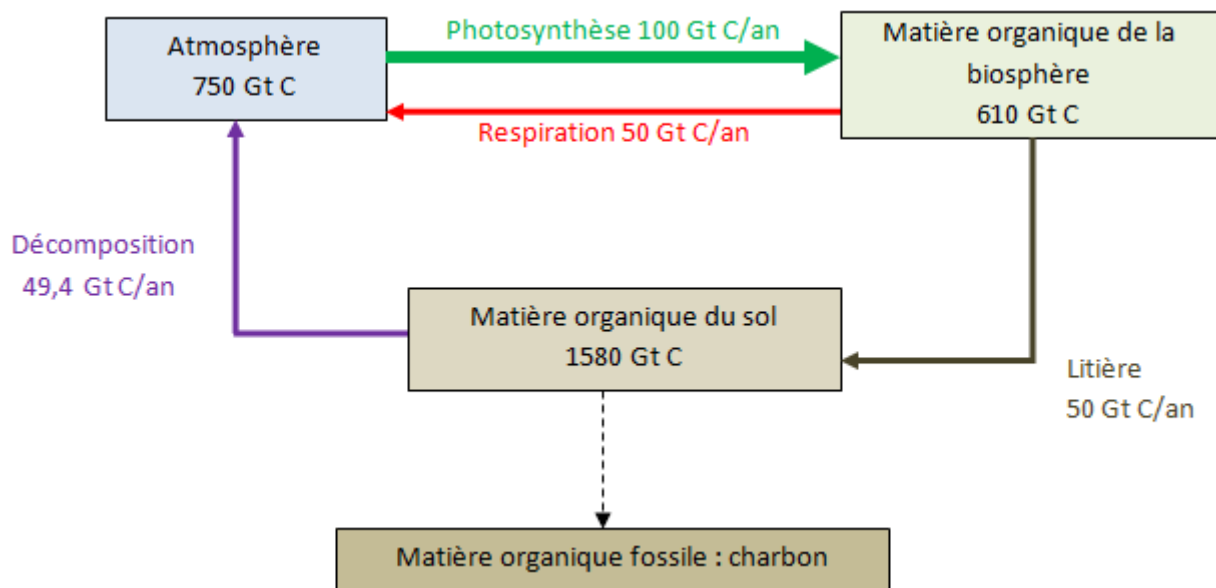 Atmosphère
750 Gt C
Photosynthèse 100 Gt C/an
Matière organique de la
biosphère
610 Gt C
Respiration 50 Gt C/an
Décomposition
49,4 Gt C/an
Matière organique du sol
1580 Gt C
Litière
50 Gt C/an
Matière organique fossile : charbon